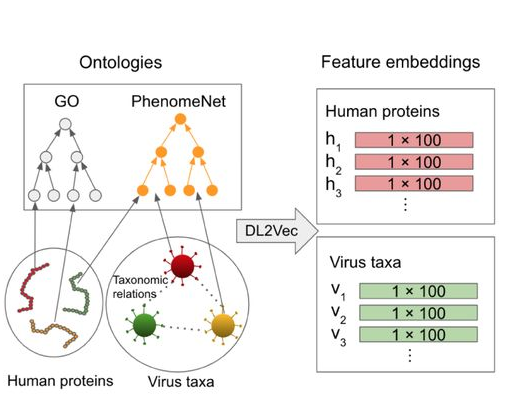 Ontologies
GO
PhenomeNet
Taxonomic
relations
Human proteins
Virus taxa
DL2Vec
Feature embeddings
Human proteins
h1 1 × 100
h2 1 × 100
h3 1 × 100
⋮
Virus taxa
v1 1 × 100
v2 1 × 100
v3 1 × 100
⋮